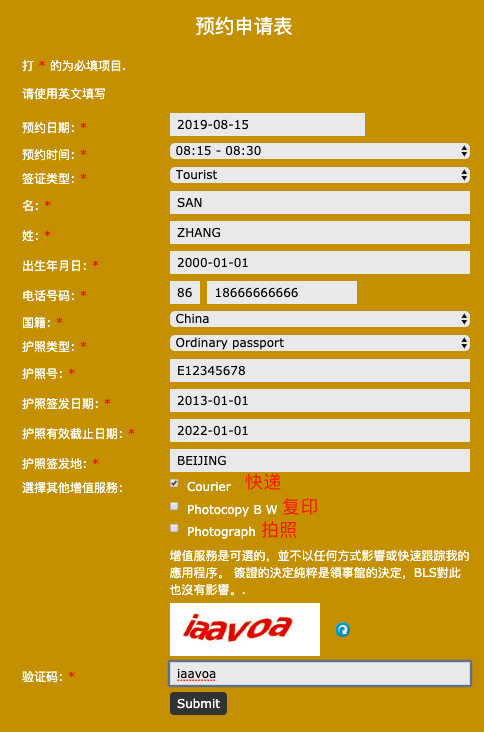 预约申请表
打 * 的为必填项目.
请使用英文填写
预约日期: * 2019-08-15
预约时间: * 08:15 - 08:30
签证类型: * Tourist
名: * SAN
姓: * ZHANG
出生年月日: * 2000-01-01
电话号码: * 86 18666666666
国籍: * China
护照类型: * Ordinary passport
护照号: * E12345678
护照签发日期: * 2013-01-01
护照有效截止日期: * 2022-01-01
护照签发地: * BEIJING
選擇其他增值服務: Courier 快递
Photocopy B W 复印
Photograph 拍照
增值服務是可選的，並不以任何方式影響或快速跟踪我的
應用程序。 簽證的決定純粹是領事館的決定，BLS對此
也沒有影響。.
iaavoa
验证码: * iaavoa
Submit